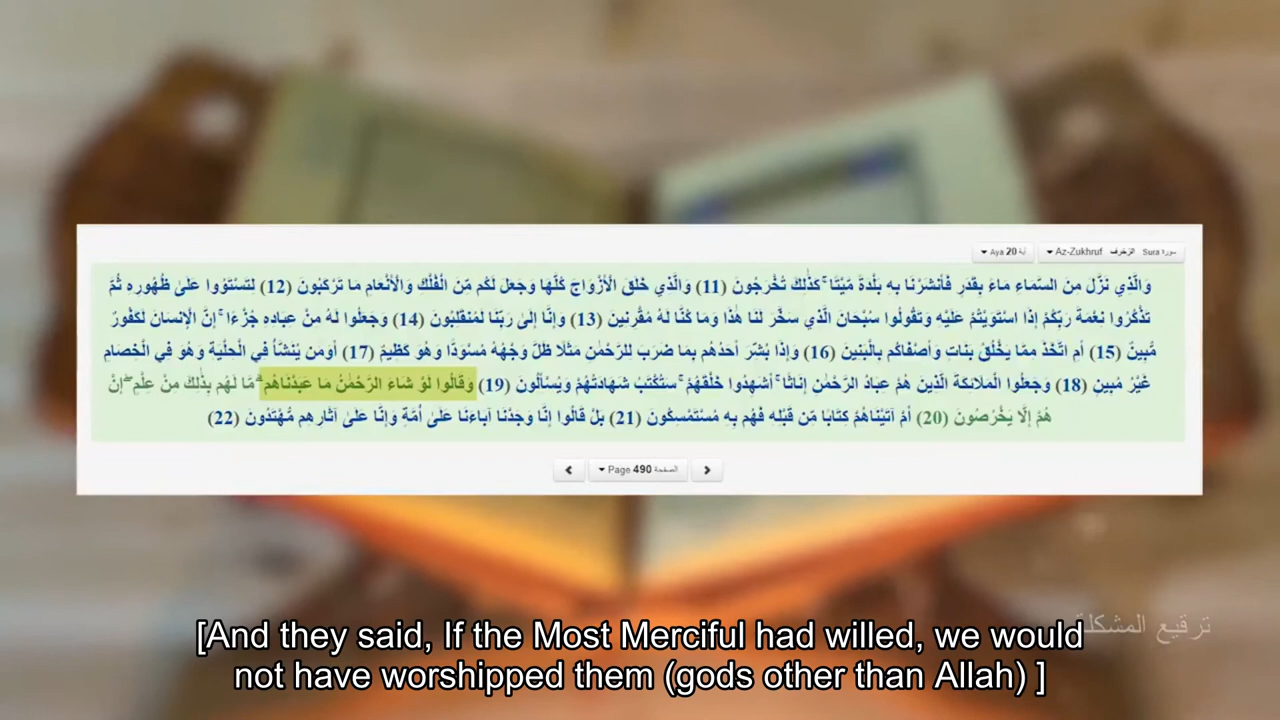 سورة Sura الزّخرف Az-Zukhruf
آية 20 Aya
وَالَّذِي نَزَّلَ مِنَ السَّمَاءِ مَاءً بِقَدَرٍ فَأَنشَرْنَا بِهِ بَلْدَةً مَّيْتًا ۚ كَذَٰلِكَ تُخْرَجُونَ (11) وَالَّذِي خَلَقَ الْأَزْوَاجَ كُلَّهَا وَجَعَلَ لَكُم مِّنَ الْفُلْكِ وَالْأَنْعَامِ مَا تَرْكَبُونَ (12) لِتَسْتَوُوا عَلَىٰ ظُهُورِهِ ثُمَّ
تَذْكُرُوا نِعْمَةَ رَبِّكُمْ إِذَا اسْتَوَيْتُمْ عَلَيْهِ وَتَقُولُوا سُبْحَانَ الَّذِي سَخَّرَ لَنَا هَٰذَا وَمَا كُنَّا لَهُ مُقْرِنِينَ (13) وَإِنَّا إِلَىٰ رَبِّنَا لَمُنقَلِبُونَ (14) وَجَعَلُوا لَهُ مِنْ عِبَادِهِ جُزْءًا ۚ إِنَّ الْإِنسَانَ لَكَفُورٌ
مُّبِينٌ (15) أَمِ اتَّخَذَ مِمَّا يَخْلُقُ بَنَاتٍ وَأَصْفَاكُم بِالْبَنِينَ (16) وَإِذَا بُشِّرَ أَحَدُهُم بِمَا ضَرَبَ لِلرَّحْمَٰنِ مَثَلًا ظَلَّ وَجْهُهُ مُسْوَدًّا وَهُوَ كَظِيمٌ (17) أَوَمَن يُنَشَّأُ فِي الْحِلْيَةِ وَهُوَ فِي الْخِصَامِ
غَيْرُ مُبِينٍ (18) وَجَعَلُوا الْمَلَائِكَةَ الَّذِينَ هُمْ عِبَادُ الرَّحْمَٰنِ إِنَاثًا ۚ أَشَهِدُوا خَلْقَهُمْ ۚ سَتُكْتَبُ شَهَادَتُهُمْ وَيُسْأَلُونَ (19) وَقَالُوا لَوْ شَاءَ الرَّحْمَٰنُ مَا عَبَدْنَاهُم ۗ مَّا لَهُم بِذَٰلِكَ مِنْ عِلْمٍ ۖ إِنْ
هُمْ إِلَّا يَخْرُصُونَ (20) أَمْ آتَيْنَاهُمْ كِتَابًا مِّن قَبْلِهِ فَهُم بِهِ مُسْتَمْسِكُونَ (21) بَلْ قَالُوا إِنَّا وَجَدْنَا آبَاءَنَا عَلَىٰ أُمَّةٍ وَإِنَّا عَلَىٰ آثَارِهِم مُّهْتَدُونَ (22)
الصفحة 490 Page
ترقيع المشكلة
[And they said, If the Most Merciful had willed, we would
not have worshipped them (gods other than Allah) ]